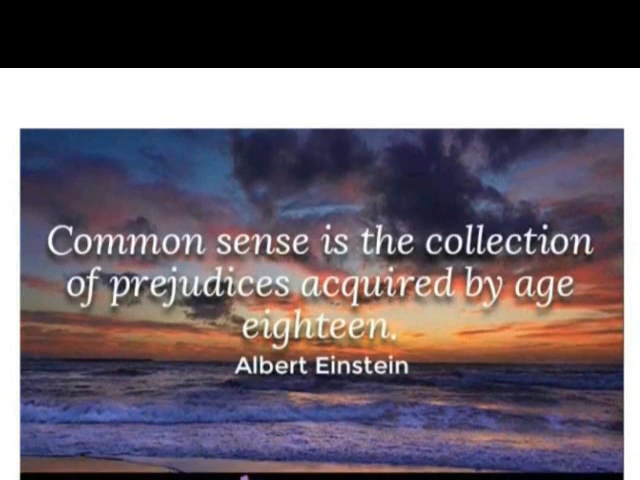 Common sense is the collection
of prejudices acquired by age
eighteen.
Albert Einstein